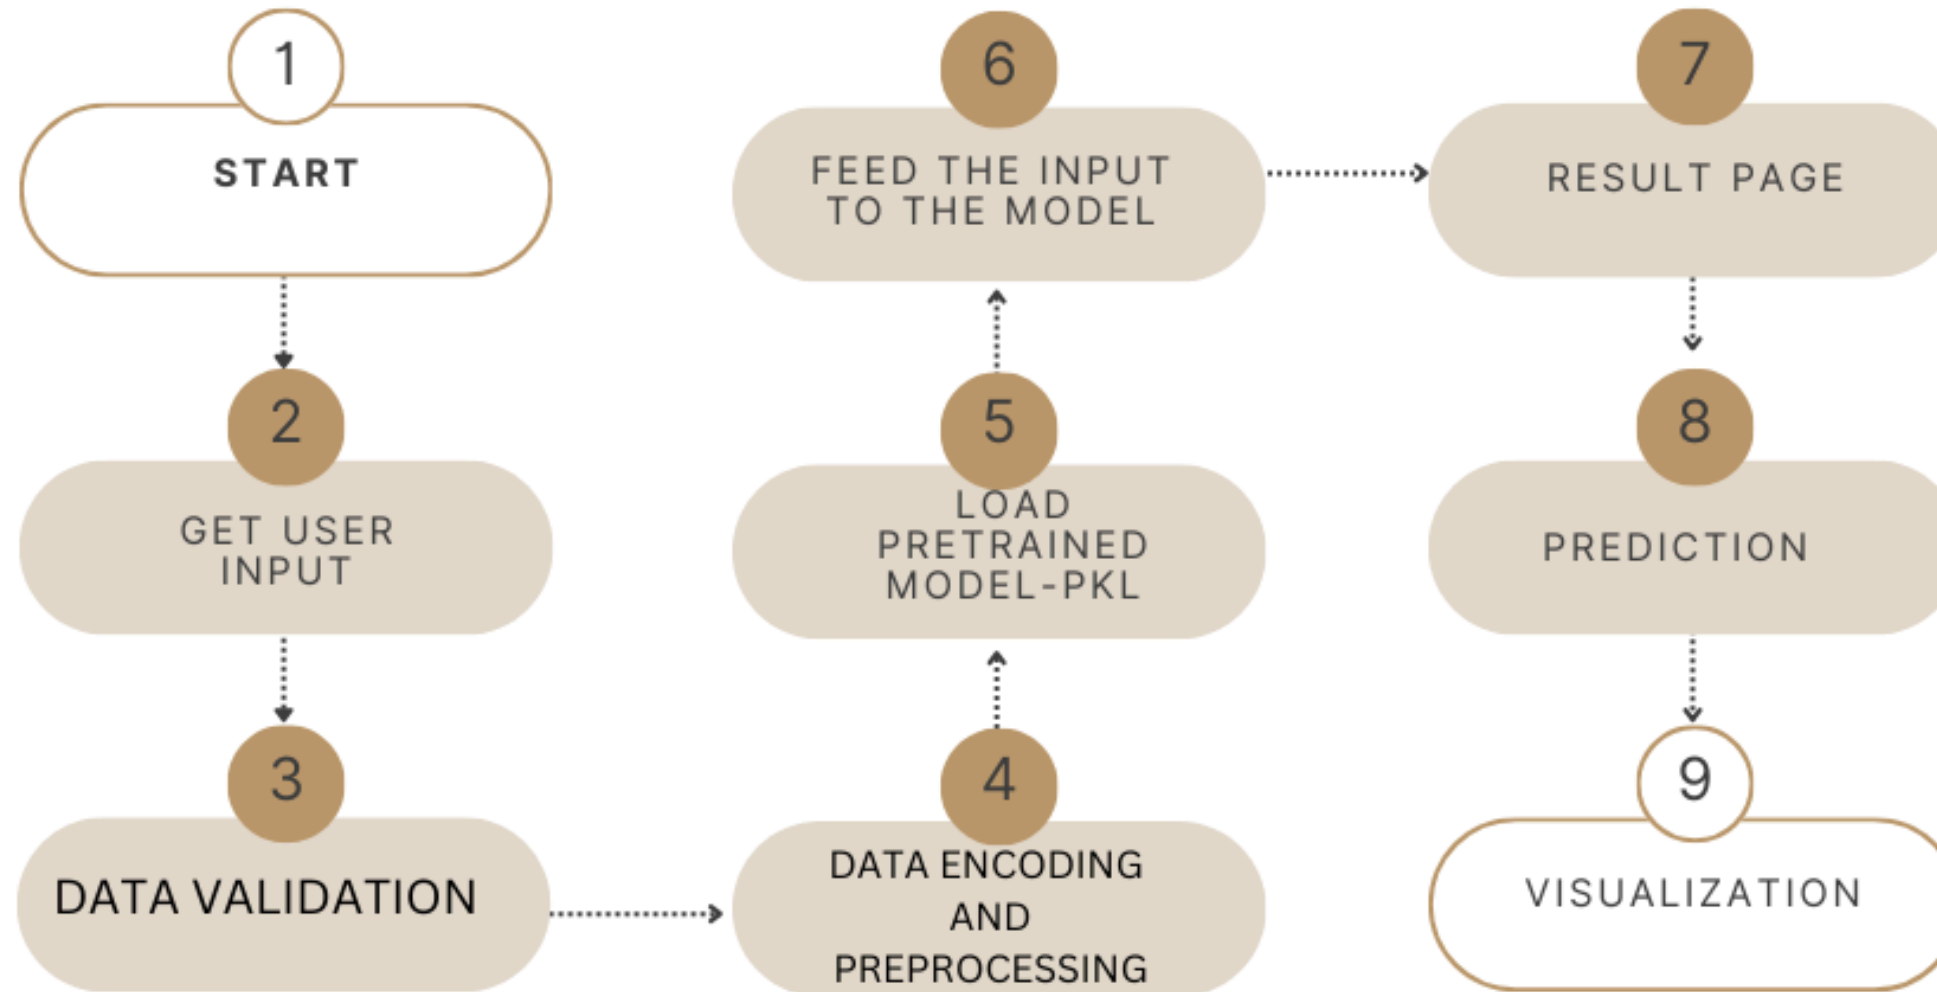 1
START
2
GET USER
INPUT
3
DATA VALIDATION
4
DATA ENCODING
AND
PREPROCESSING
5
LOAD
PRETRAINED
MODEL-PKL
6
FEED THE INPUT
TO THE MODEL
7
RESULT PAGE
8
PREDICTION
9
VISUALIZATION